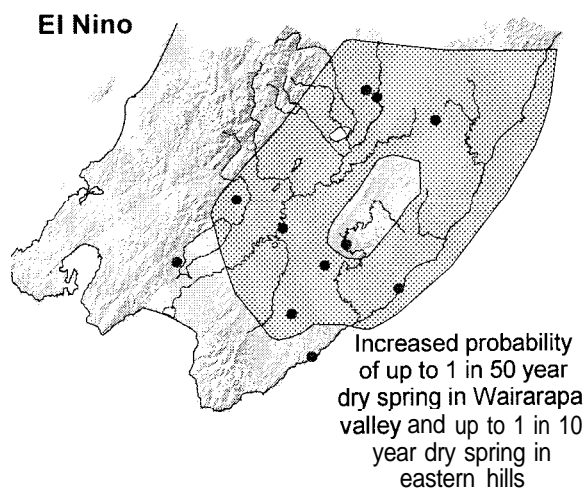 El Nino
Increased probability
of up to 1 in 50 year
dry spring in Wairarapa
valley and up to 1 in 10
year dry spring in
eastern hills